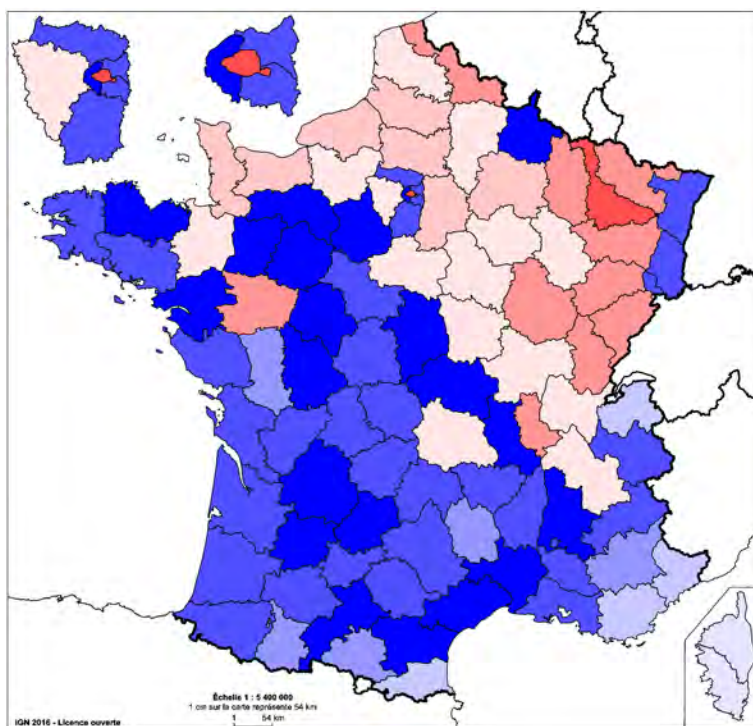 Échelle 1 : 5 400 000
1 cm sur la carte représente 54 km
1 54 km
IGN 2016 - Licence ouverte